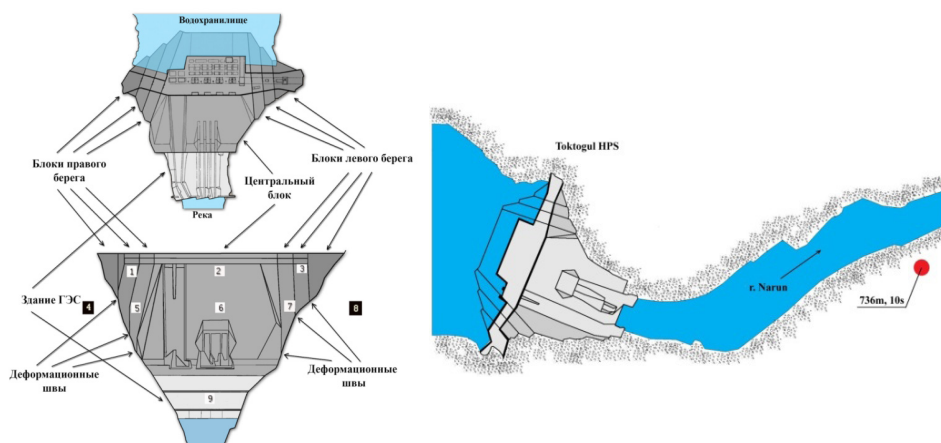 Водохранилище
Блоки правого
берега
Блоки левого берега
Центральный
блок
Река
1
2
3
Здание ГЭС
4
5
6
7
8
Деформационные
швы
Деформационные
швы
9
Toktogul HPS
r. Narun
736m, 10s